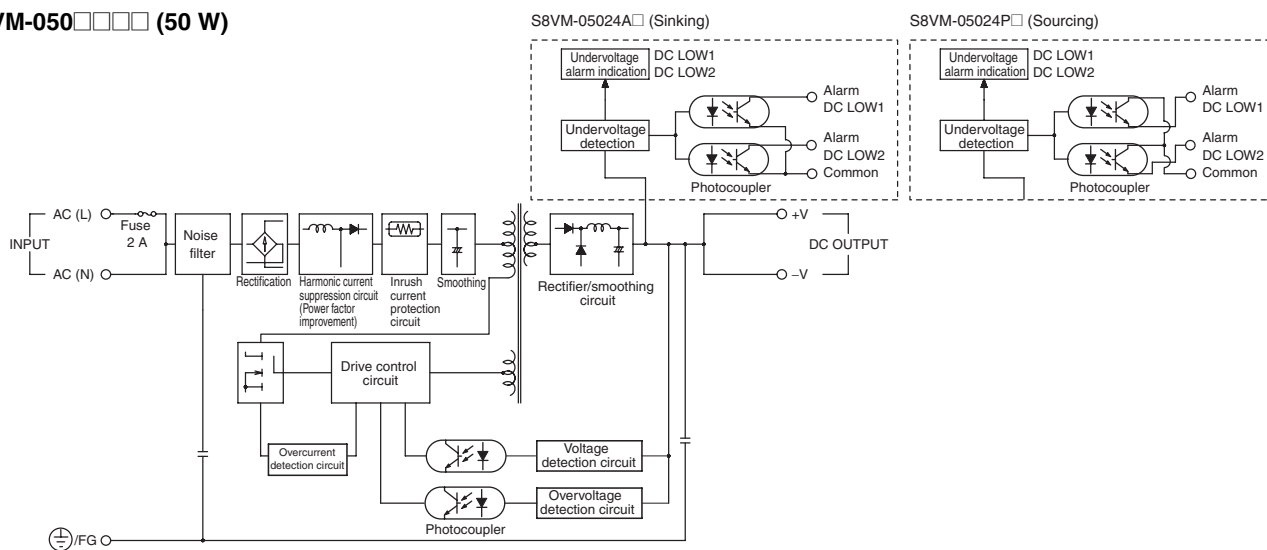 VM-050□□□□ (50 W)
S8VM-05024A□ (Sinking)
Undervoltage
alarm indication
DC LOW1
DC LOW2
Undervoltage
detection
Alarm
DC LOW1
Alarm
DC LOW2
Common
Photocoupler
S8VM-05024P□ (Sourcing)
Undervoltage
alarm indication
DC LOW1
DC LOW2
Undervoltage
detection
Alarm
DC LOW1
Alarm
DC LOW2
Common
Photocoupler
INPUT
AC (L)
AC (N)
Fuse
2 A
Noise
filter
Rectification
Harmonic current
suppression circuit
(Power factor
improvement)
Inrush
current
protection
circuit
Smoothing
Rectifier/smoothing
circuit
+V
DC OUTPUT
–V
Drive control
circuit
Overcurrent
detection circuit
Voltage
detection circuit
Overvoltage
detection circuit
Photocoupler
/FG